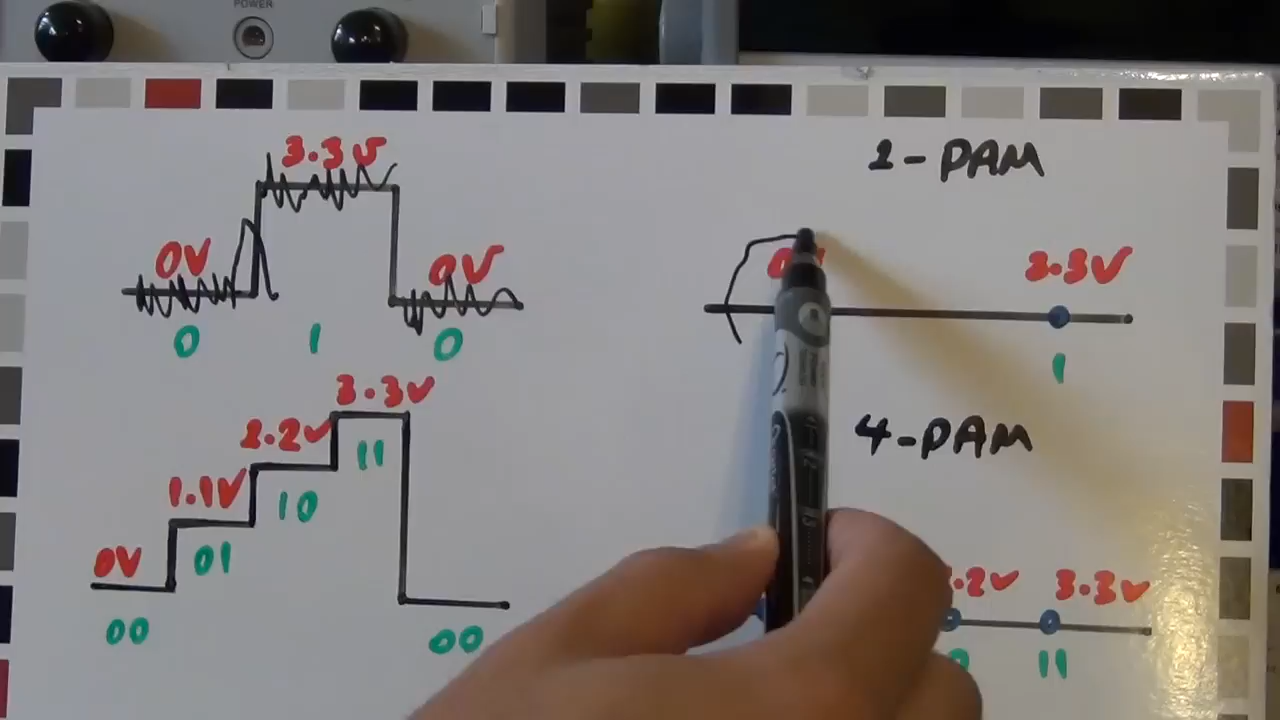 POWER
3.3V
0V
0V
0 1 0
3.3V
2.2V
11
1.1V
10
0V
01
00
00
2-PAM
3.3V
1
4-PAM
3.3V
11